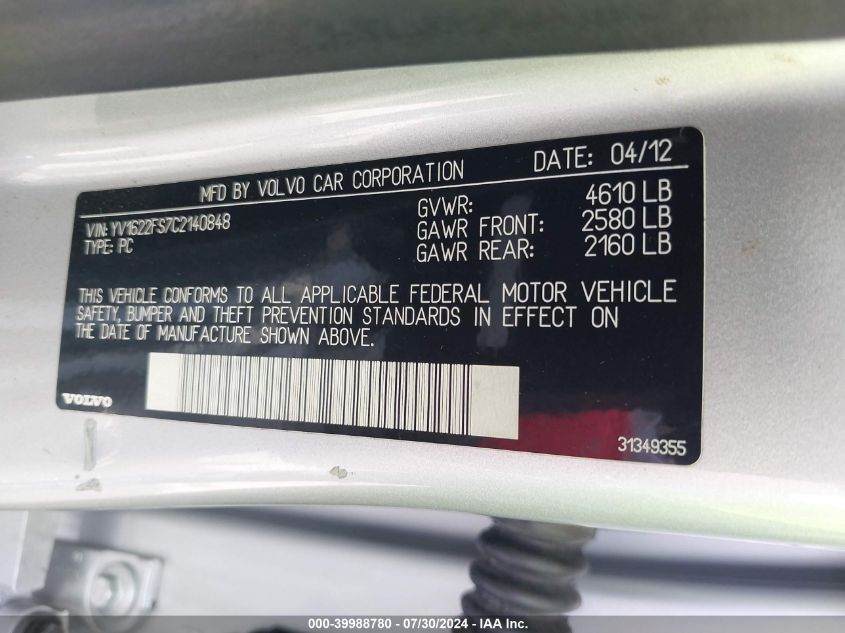 MFD BY VOLVO CAR CORPORATION DATE: 04/12
VIN: YV1622FS7C2140848
TYPE: PC
GVWR: 4610 LB
GAWR FRONT: 2580 LB
GAWR REAR: 2160 LB
THIS VEHICLE CONFORMS TO ALL APPLICABLE FEDERAL MOTOR VEHICLE
SAFETY, BUMPER AND THEFT PREVENTION STANDARDS IN EFFECT ON
THE DATE OF MANUFACTURE SHOWN ABOVE.
VOLVO
31349355
000-39988780 / 07/30/2024 - IAA Inc.